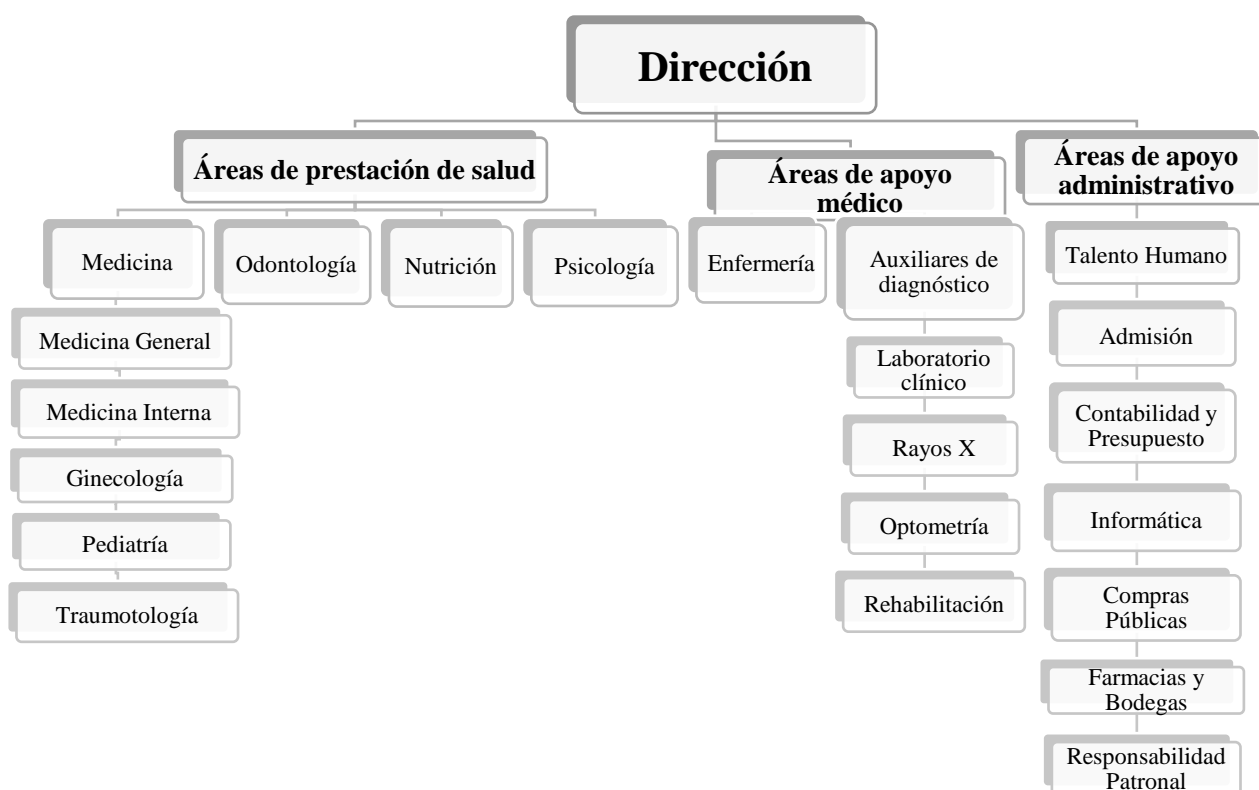 Dirección
Áreas de prestación de salud
Áreas de apoyo
médico
Áreas de apoyo
administrativo
Medicina
Odontología
Nutrición
Psicología
Enfermería
Auxiliares de
diagnóstico
Talento Humano
Medicina General
Medicina Interna
Ginecología
Pediatría
Traumotología
Laboratorio
clínico
Rayos X
Optometría
Rehabilitación
Admisión
Contabilidad y
Presupuesto
Informática
Compras
Públicas
Farmacias y
Bodegas
Responsabilidad
Patronal